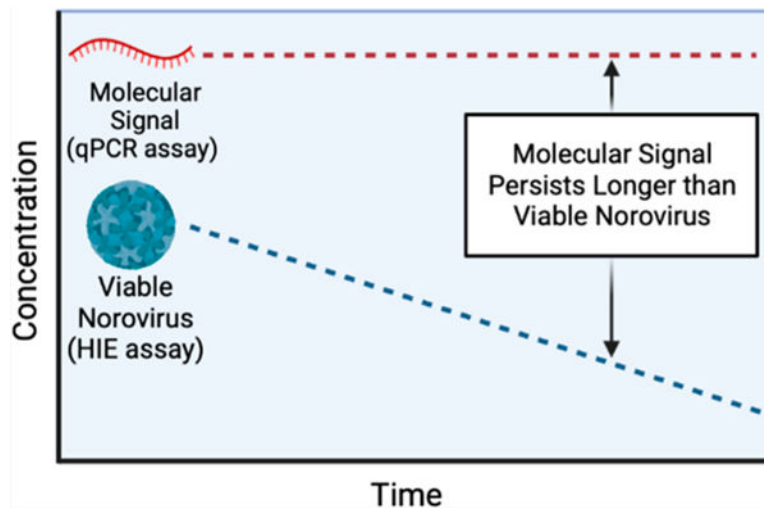 Molecular
Signal
(qPCR assay)
Viable
Norovirus
(HIE assay)
Molecular Signal
Persists Longer than
Viable Norovirus
Concentration
Time